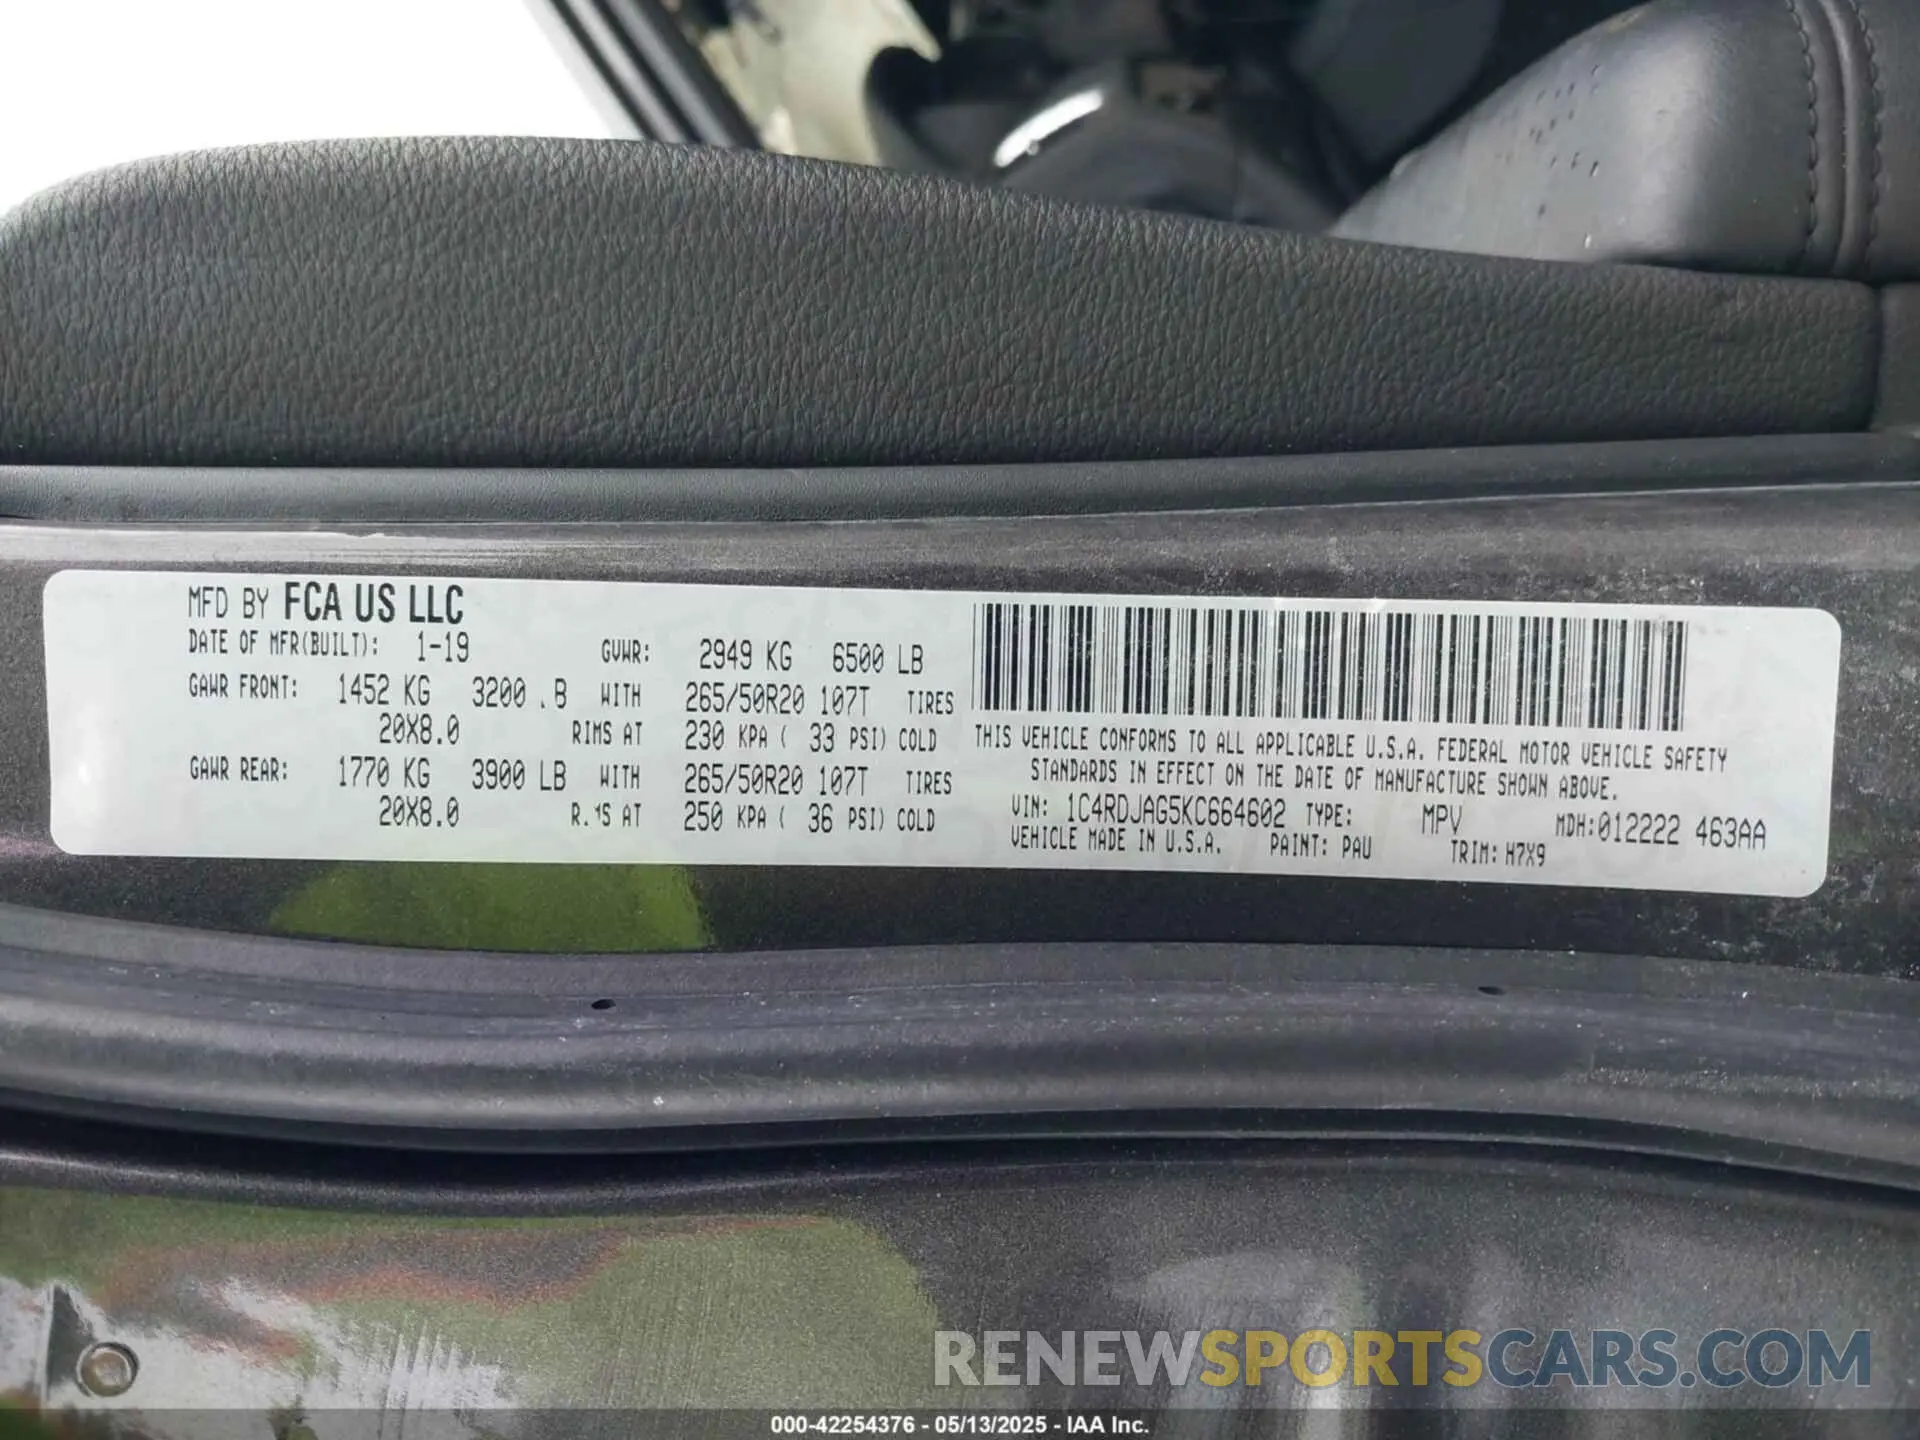 MFD BY FCA US LLC
DATE OF MFR(BUILT): 1-19 GVWR: 2949 KG 6500 LB
GAWR FRONT: 1452 KG 3200 .B WITH 265/50R20 107T TIRES
20X8.0 RIMS AT 230 KPA ( 33 PSI) COLD
GAWR REAR: 1770 KG 3900 LB WITH 265/50R20 107T TIRES
20X8.0 AT 250 KPA ( 36 PSI) COLD
THIS VEHICLE CONFORMS TO ALL APPLICABLE U.S.A. FEDERAL MOTOR VEHICLE SAFETY
STANDARDS IN EFFECT ON THE DATE OF MANUFACTURE SHOWN ABOVE.
VIN: 1C4RDJAG5KC664602 TYPE: MPV MDH:012222 463AA
VEHICLE MADE IN U.S.A. PAINT: PAU TRIM: H7X9
RENEWSPORTSCARS.COM
000-42254376 - 05/13/2025 - IAA Inc.